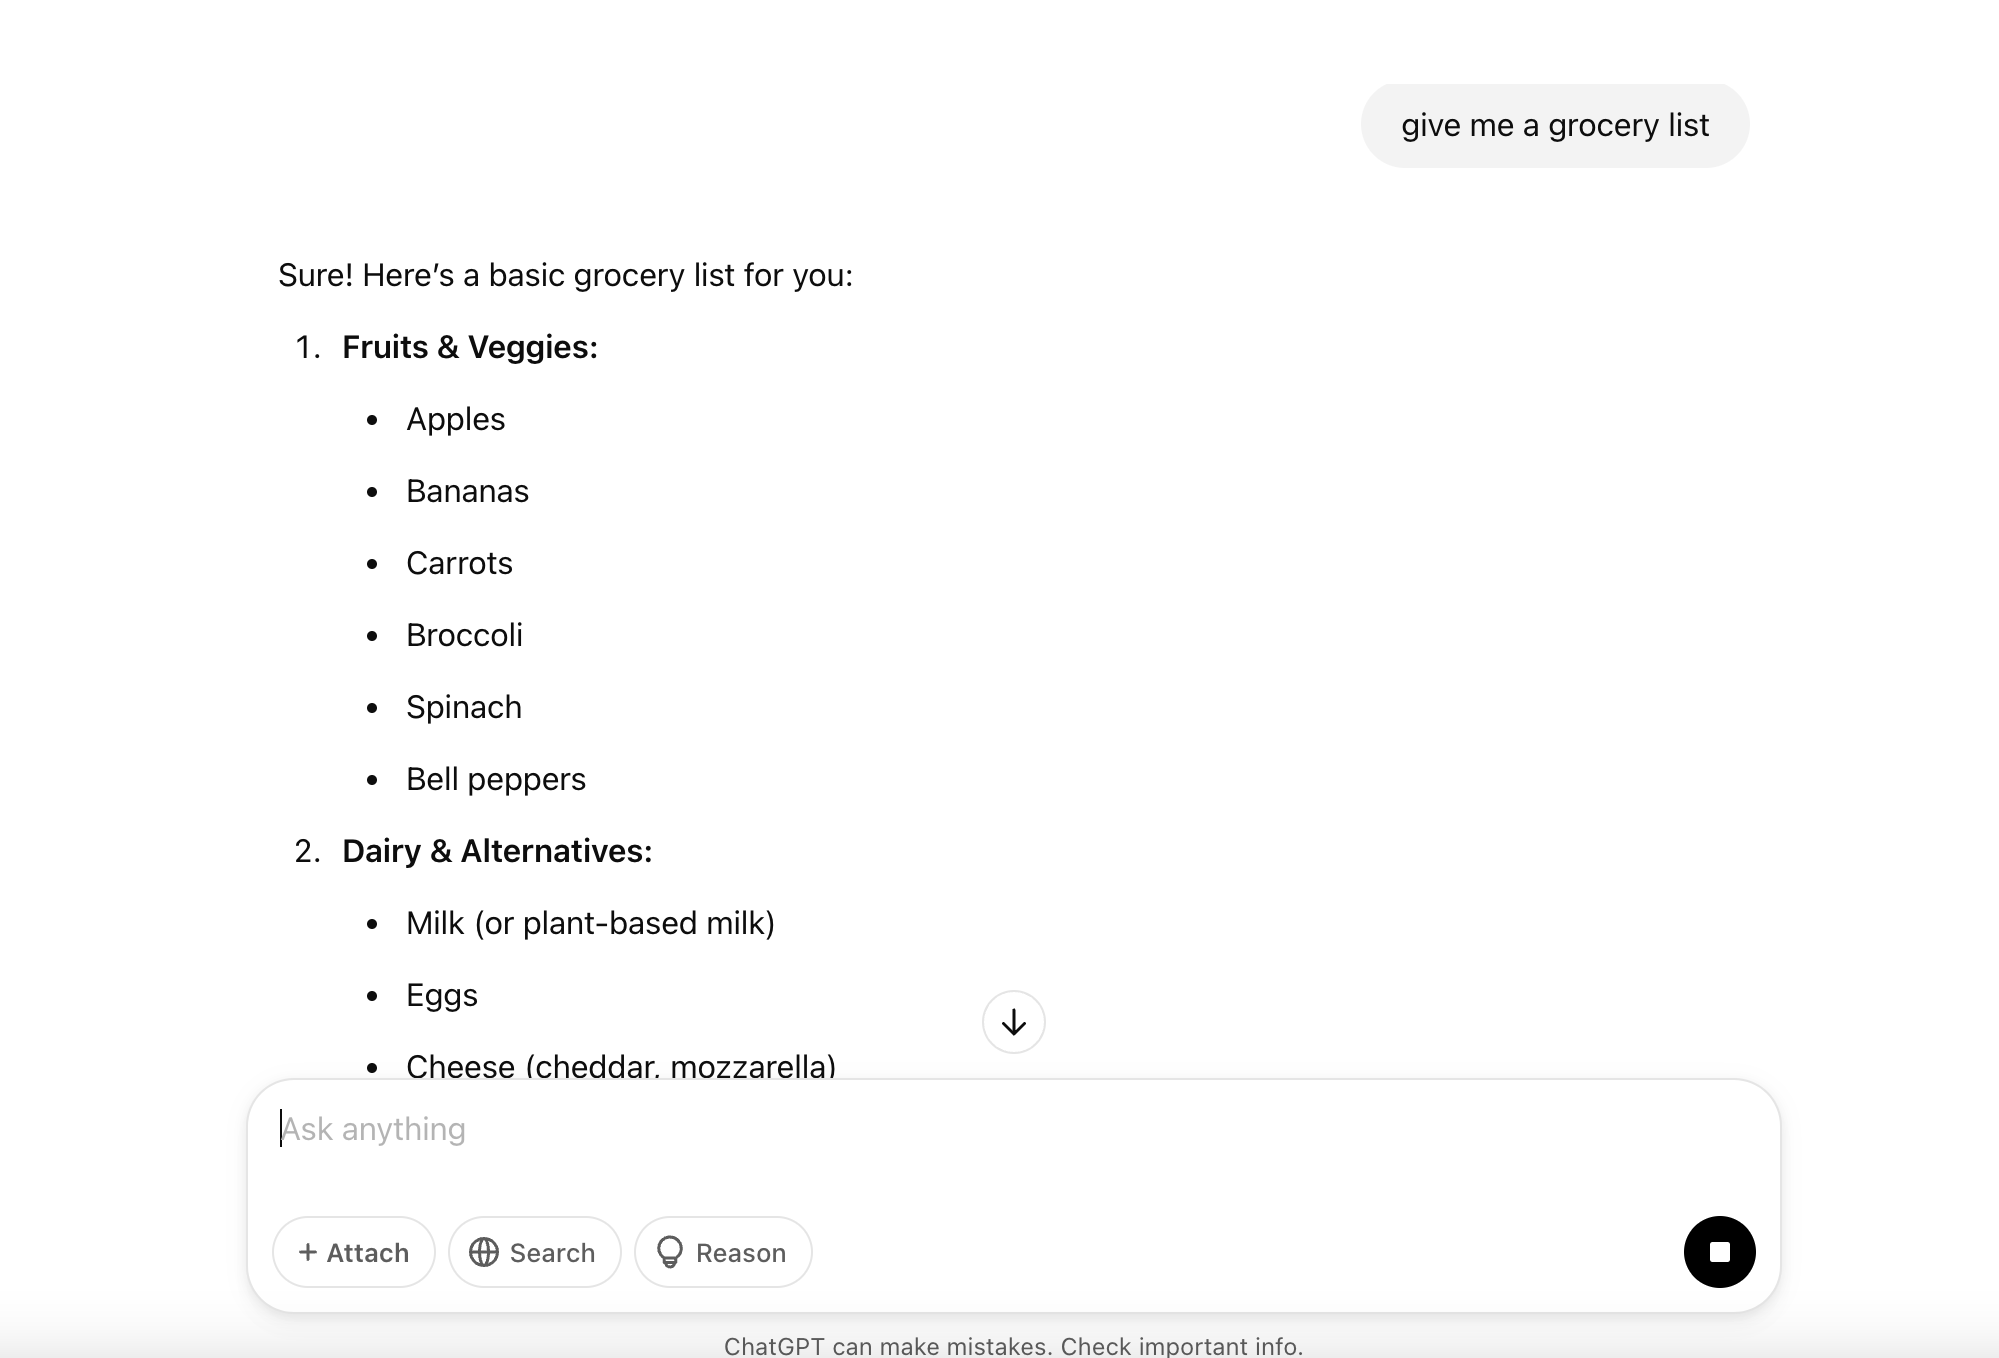 give me a grocery list
Sure! Here’s a basic grocery list for you:
1. Fruits & Veggies:
• Apples
• Bananas
• Carrots
• Broccoli
• Spinach
• Bell peppers
2. Dairy & Alternatives:
• Milk (or plant-based milk)
• Eggs
• Cheese (cheddar, mozzarella)
Ask anything
+ Attach Search Reason
ChatGPT can make mistakes. Check important info.